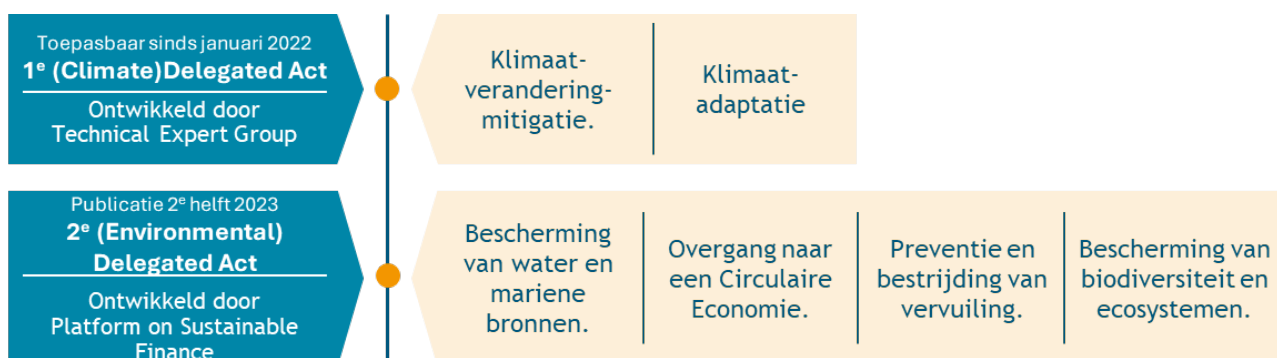 Toepasbaar sinds januari 2022
1e (Climate)Delegated Act
Ontwikkeld door
Technical Expert Group
Klimaat-
verandering-
mitigatie.
Klimaat-
adaptatie
Publicatie 2e helft 2023
2e (Environmental)
Delegated Act
Ontwikkeld door
Platform on Sustainable
Finance
Bescherming
van water en
mariene
bronnen.
Overgang naar
een Circulaire
Economie.
Preventie en
bestrijding van
vervuiling.
Bescherming van
biodiversiteit en
ecosystemen.